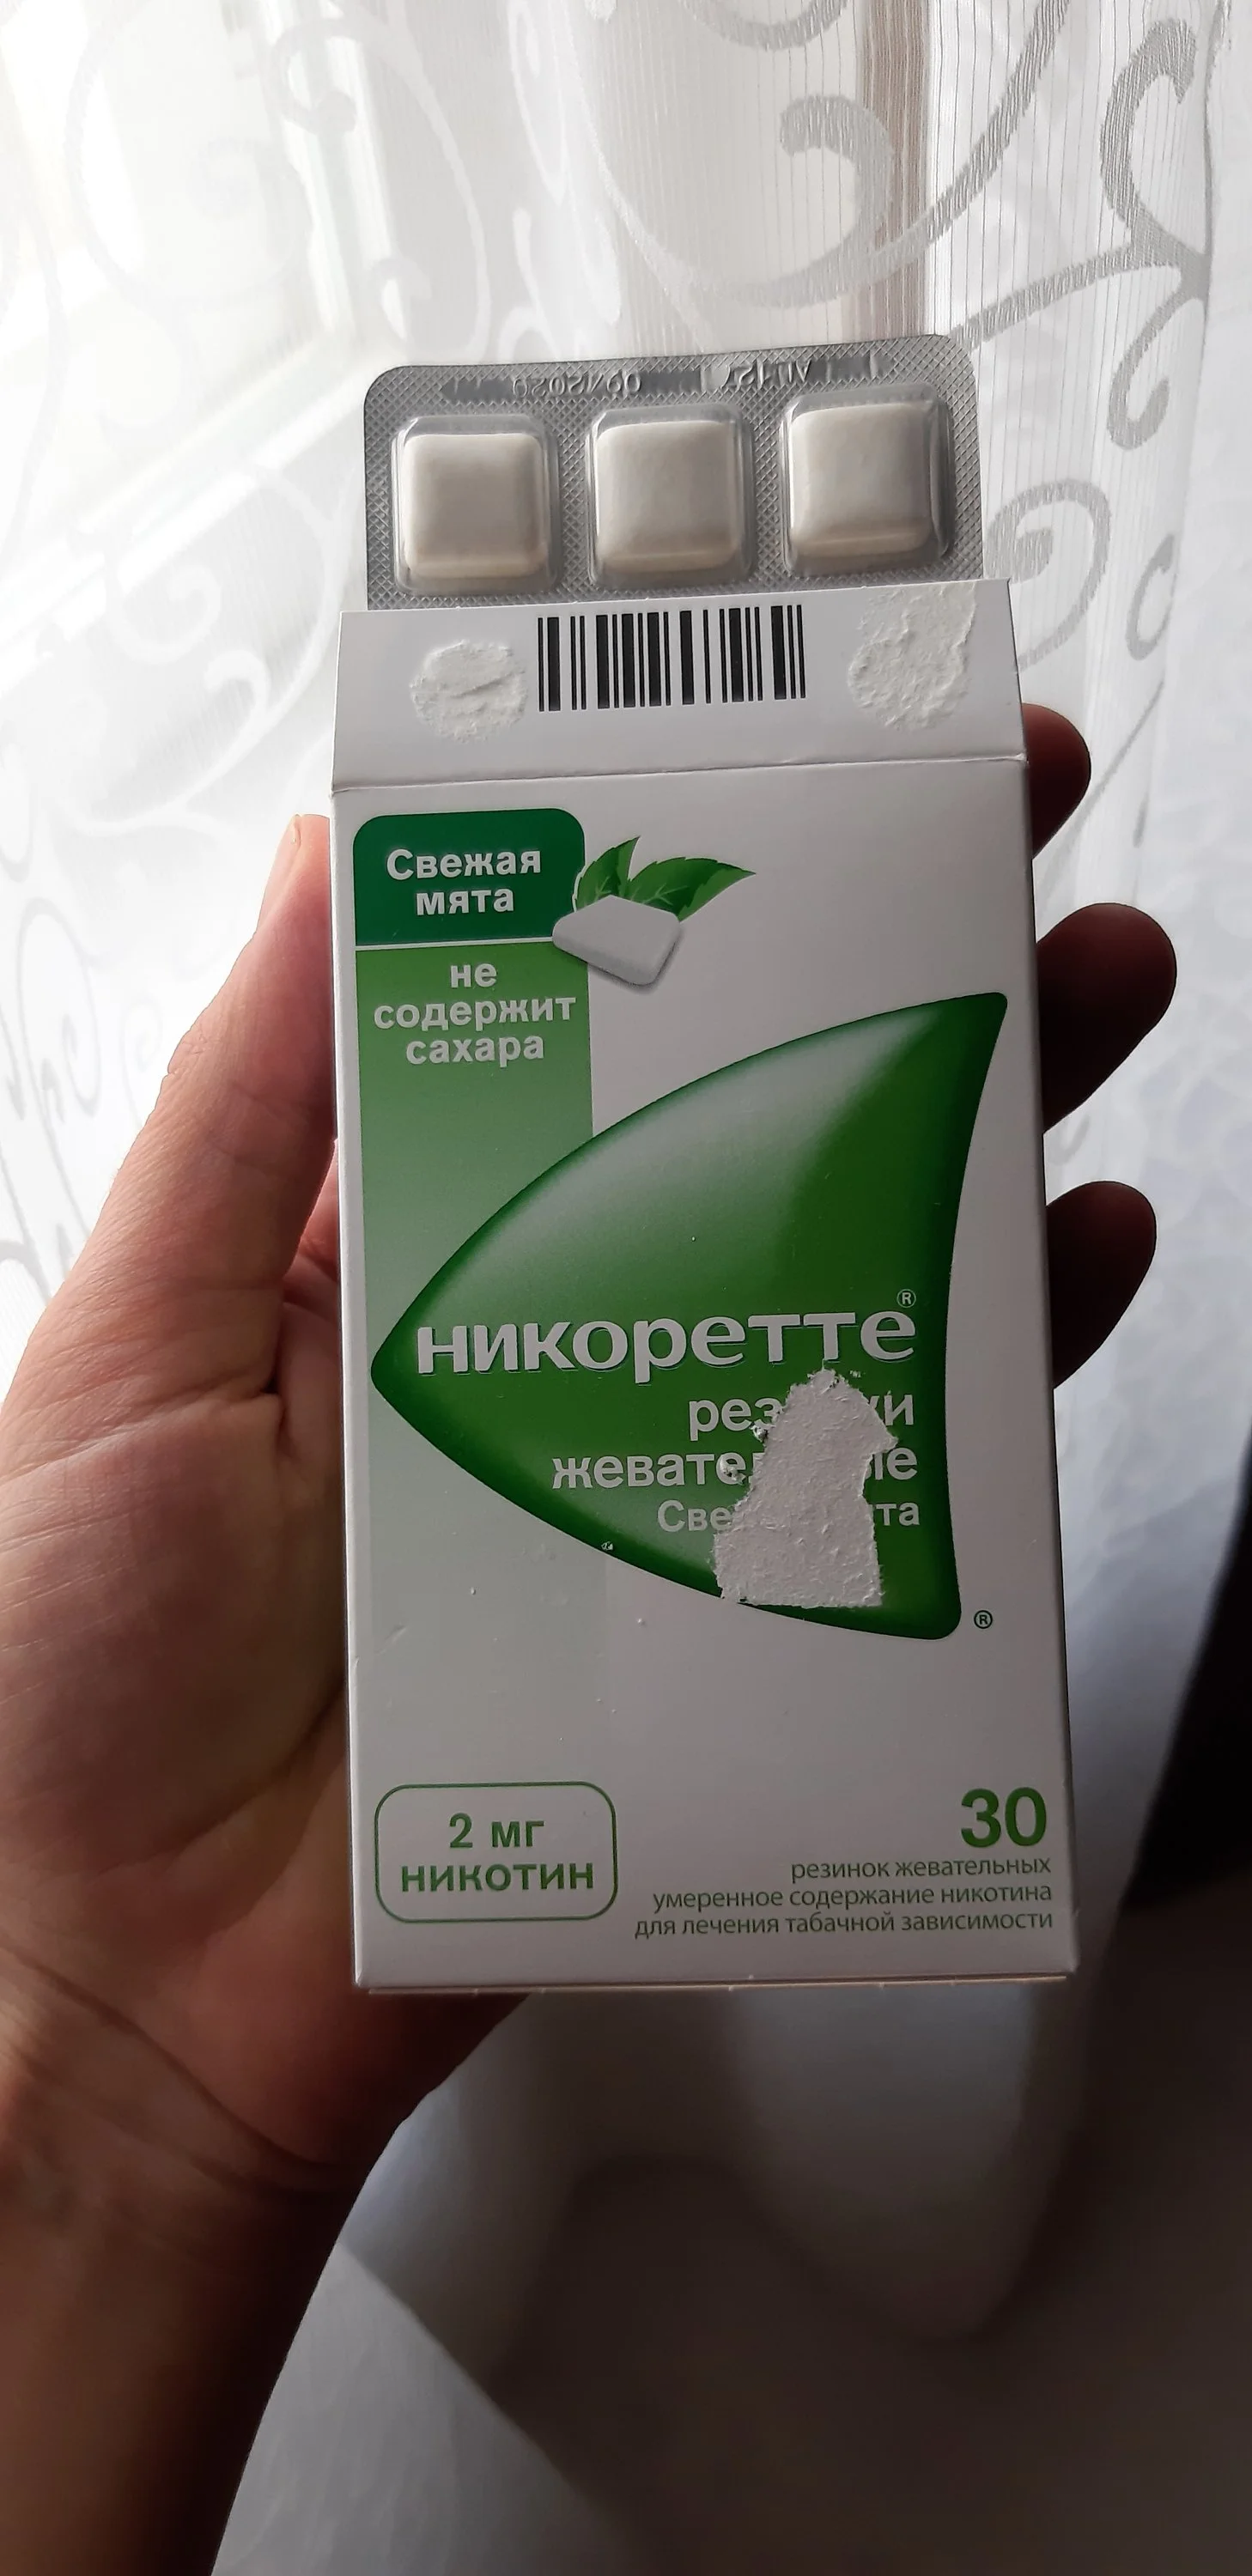 Свежая
мята
не
содержит
сахара
никоретте®
®
2 мг
никотин
30
резинок жевательных
умеренное содержание никотина
для лечения табачной зависимости